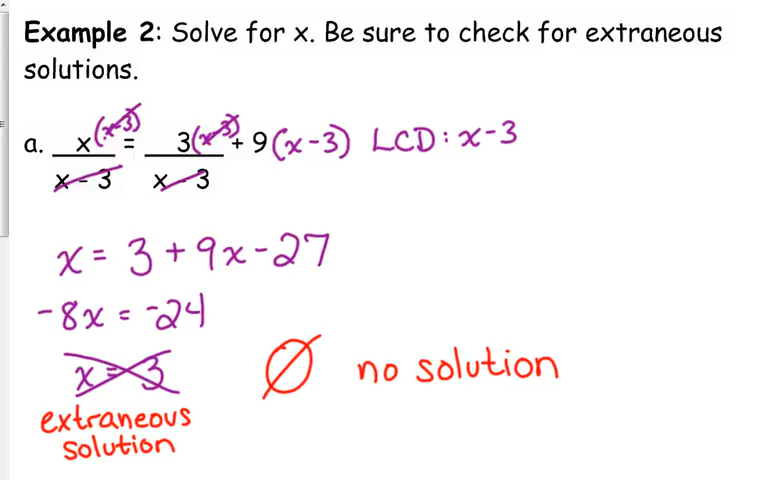 Example 2: Solve for x. Be sure to check for extraneous
solutions.
a. x(x-3) / x - 3 = 3(x-3) / x - 3 + 9(x-3) LCD: x-3
x = 3 + 9x - 27
-8x = -24
x = 3 ∅ no solution
extraneous
solution